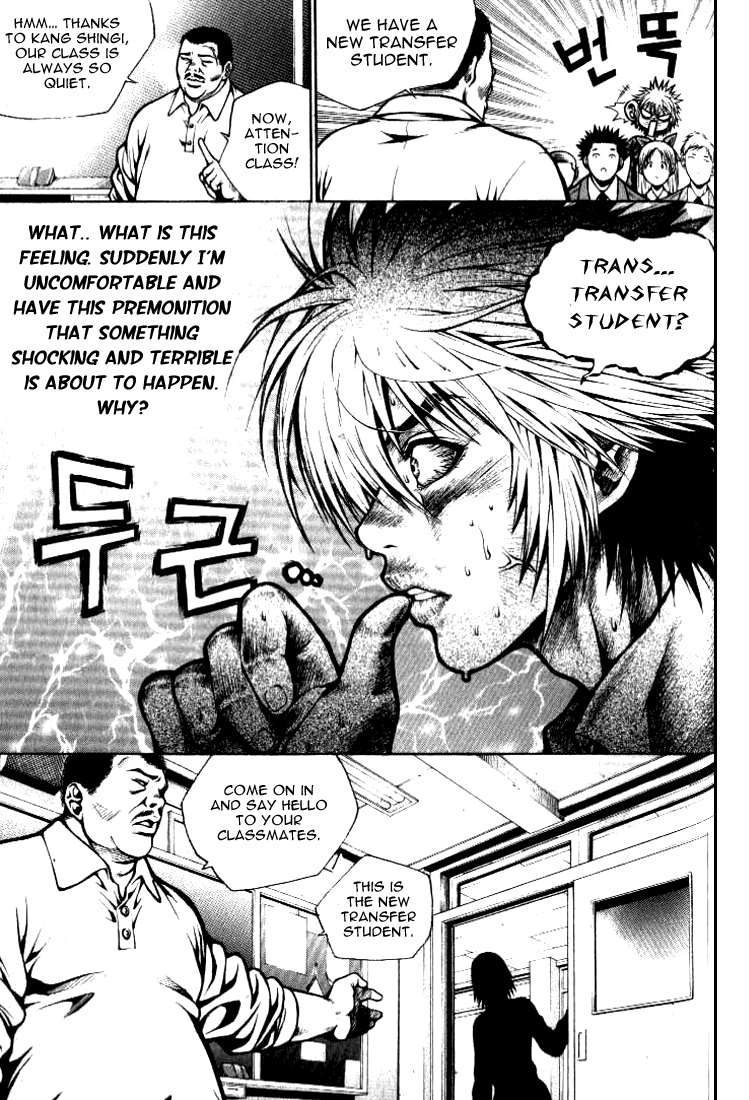 HMM... THANKS
TO KANG SHINGI,
OUR CLASS IS
ALWAYS SO
QUIET.
NOW,
ATTEN-
TION
CLASS!
WE HAVE A
NEW TRANSFER
STUDENT.
번뚝
WHAT.. WHAT IS THIS
FEELING. SUDDENLY I'M
UNCOMFORTABLE AND
HAVE THIS PREMONITION
THAT SOMETHING
SHOCKING AND TERRIBLE
IS ABOUT TO HAPPEN.
WHY?
TRANS...
TRANSFER
STUDENT?
두근...
COME ON IN
AND SAY HELLO
TO YOUR
CLASSMATES.
THIS IS
THE NEW
TRANSFER
STUDENT.